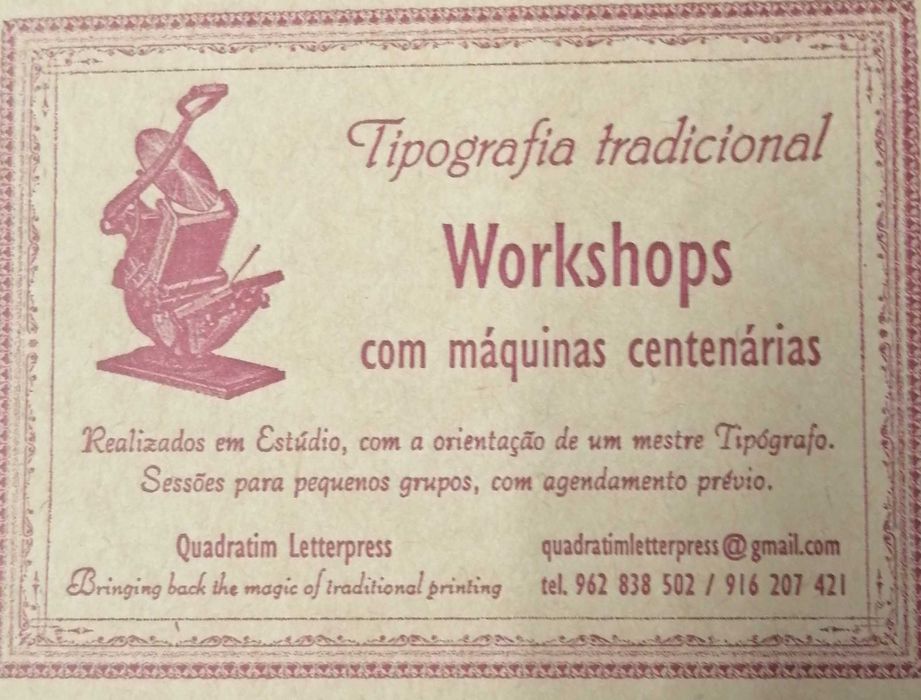 Tipografia tradicional
Workshops
com máquinas centenárias
Realizados em Estúdio, com a orientação de um mestre Tipógrafo.
Sessões para pequenos grupos, com agendamento prévio.
Quadratim Letterpress
Bringing back the magic of traditional printing
quadratimletterpress@gmail.com
tel. 962 838 502 / 916 207 421